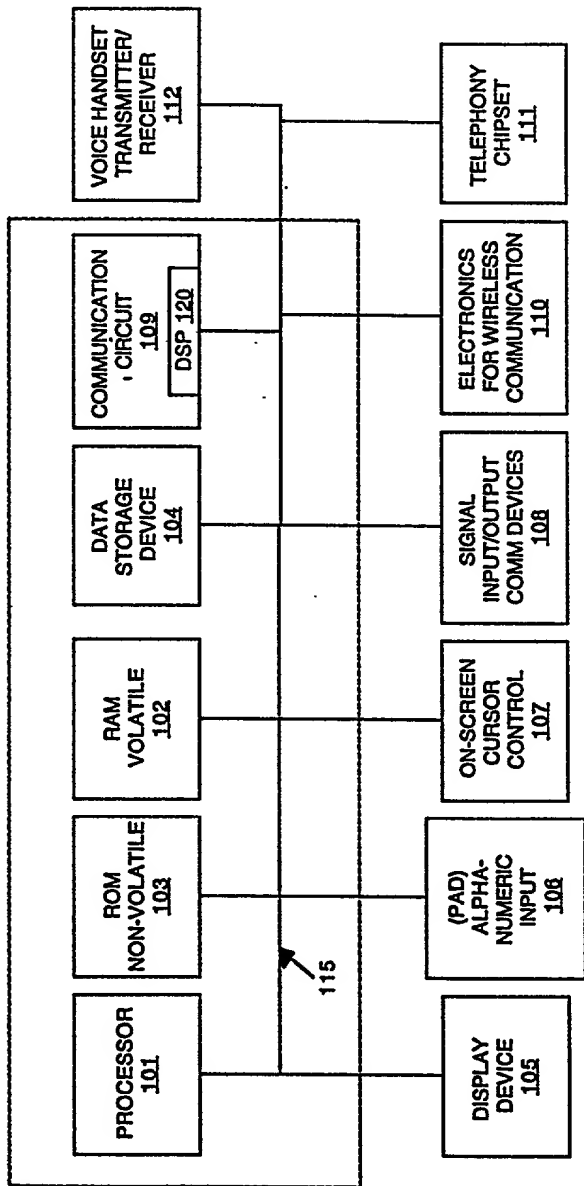 PROCESSOR
101
ROM
NON-VOLATILE
103
RAM
VOLATILE
102
DATA
STORAGE
DEVICE
104
COMMUNICATION
CIRCUIT
109
DSP 120
VOICE HANDSET
TRANSMITTER/
RECEIVER
112
115
DISPLAY
DEVICE
105
(PAD)
ALPHA-
NUMERIC
INPUT
106
ON-SCREEN
CURSOR
CONTROL
107
SIGNAL
INPUT/OUTPUT
COMM DEVICES
108
ELECTRONICS
FOR WIRELESS
COMMUNICATION
110
TELEPHONY
CHIPSET
111